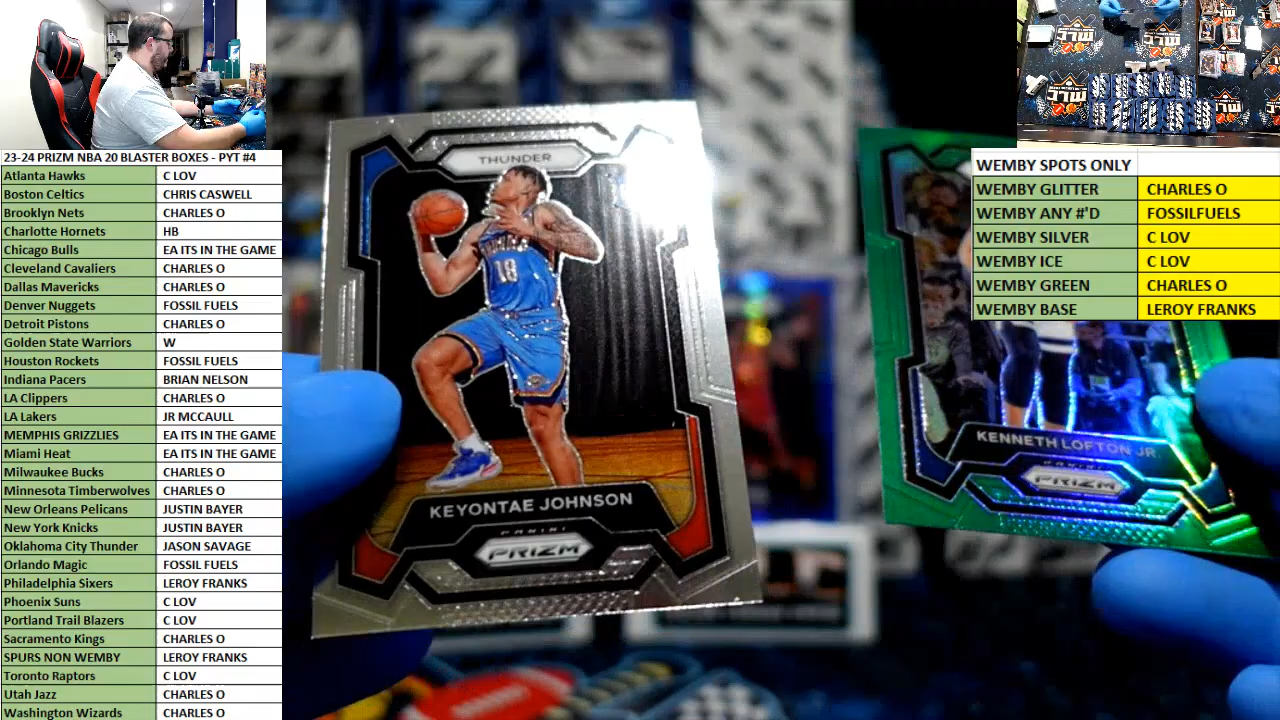 23-24 PRIZM NBA 20 BLASTER BOXES - PYT #4
Atlanta Hawks C LOV
Boston Celtics CHRIS CASWELL
Brooklyn Nets CHARLES O
Charlotte Hornets HB
Chicago Bulls EA ITS IN THE GAME
Cleveland Cavaliers CHARLES O
Dallas Mavericks CHARLES O
Denver Nuggets FOSSIL FUELS
Detroit Pistons CHARLES O
Golden State Warriors W
Houston Rockets FOSSIL FUELS
Indiana Pacers BRIAN NELSON
LA Clippers CHARLES O
LA Lakers JR MCCAULL
MEMPHIS GRIZZLIES EA ITS IN THE GAME
Miami Heat EA ITS IN THE GAME
Milwaukee Bucks CHARLES O
Minnesota Timberwolves CHARLES O
New Orleans Pelicans JUSTIN BAYER
New York Knicks JUSTIN BAYER
Oklahoma City Thunder JASON SAVAGE
Orlando Magic FOSSIL FUELS
Philadelphia Sixers LEROY FRANKS
Phoenix Suns C LOV
Portland Trail Blazers C LOV
Sacramento Kings CHARLES O
SPURS NON WEMBY LEROY FRANKS
Toronto Raptors C LOV
Utah Jazz CHARLES O
Washington Wizards CHARLES O
THUNDER
18
KEYONTAE JOHNSON
PANINI
PRIZM
WEMBY SPOTS ONLY
WEMBY GLITTER CHARLES O
WEMBY ANY #'D FOSSILFUELS
WEMBY SILVER C LOV
WEMBY ICE C LOV
WEMBY GREEN CHARLES O
WEMBY BASE LEROY FRANKS
KENNETH LOFTON JR.
PANINI
PRIZM